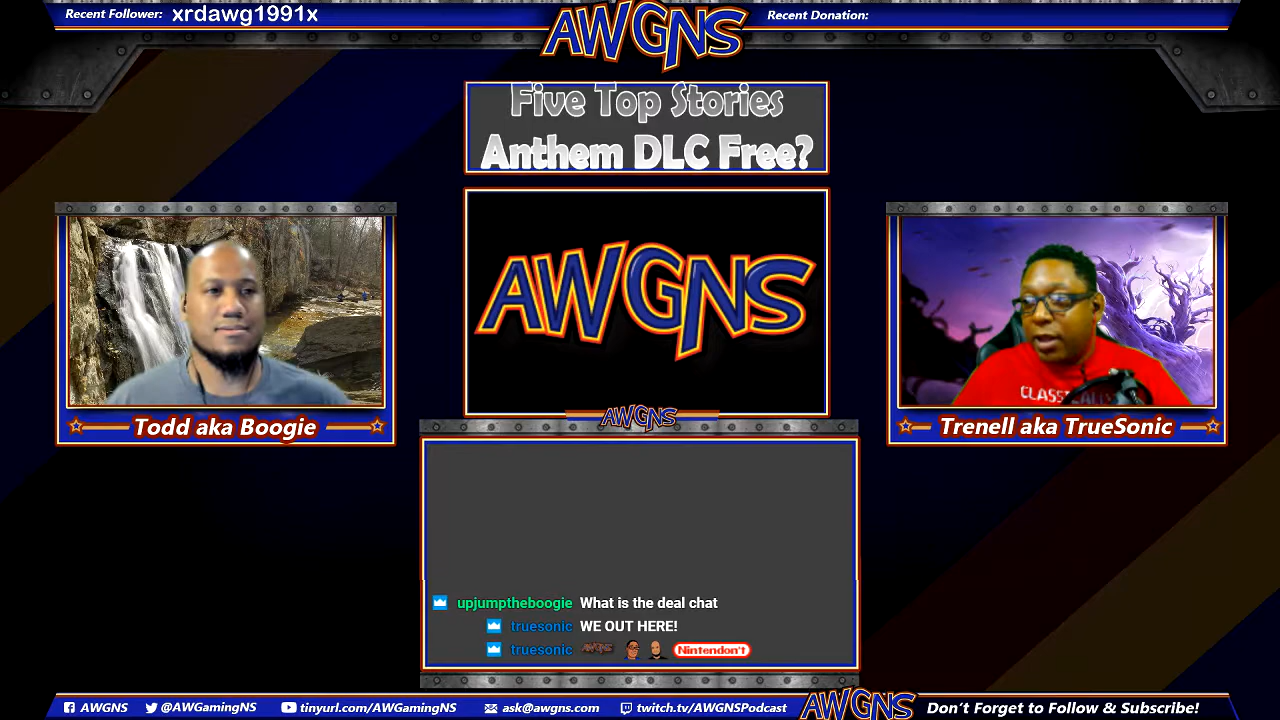 Recent Follower: xrdawg1991x
AWGNS
Recent Donation:
Five Top Stories
Anthem DLC Free?
AWGNS
CLASSICALLY
Todd aka Boogie
AWGNS
Trenell aka TrueSonic
upjumptheboogie What is the deal chat
truesonic WE OUT HERE!
truesonic AWGNS Nintendon't
AWGNS @AWGamingNS tinyurl.com/AWGamingNS ask@awgns.com twitch.tv/AWGNSPodcast AWGNS Don't Forget to Follow & Subscribe!